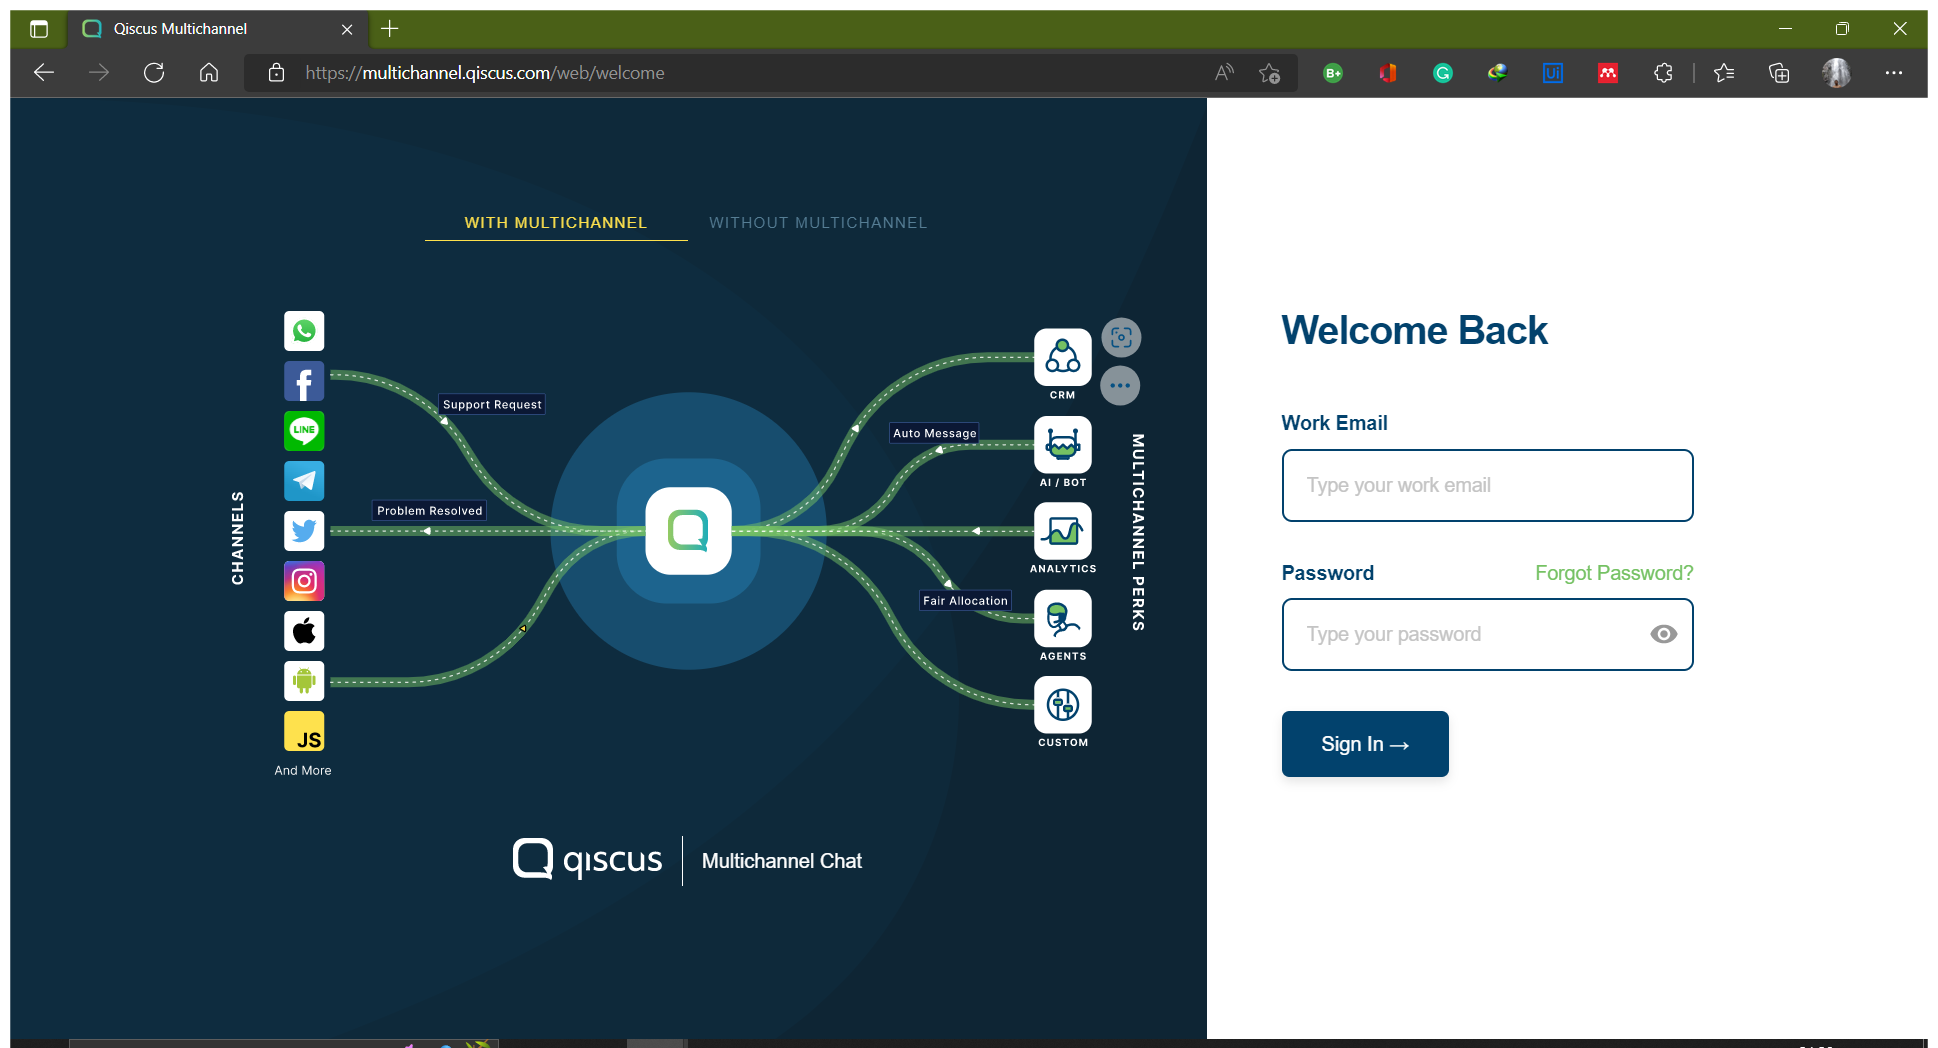 Qiscus Multichannel
https://multichannel.qiscus.com/web/welcome
WITH MULTICHANNEL
WITHOUT MULTICHANNEL
CHANNELS
LINE
JS
And More
Support Request
Problem Resolved
Auto Message
Fair Allocation
CRM
AI / BOT
ANALYTICS
AGENTS
CUSTOM
MULTICHANNEL PERKS
qiscus
Multichannel Chat
Welcome Back
Work Email
Type your work email
Password
Forgot Password?
Type your password
Sign In →